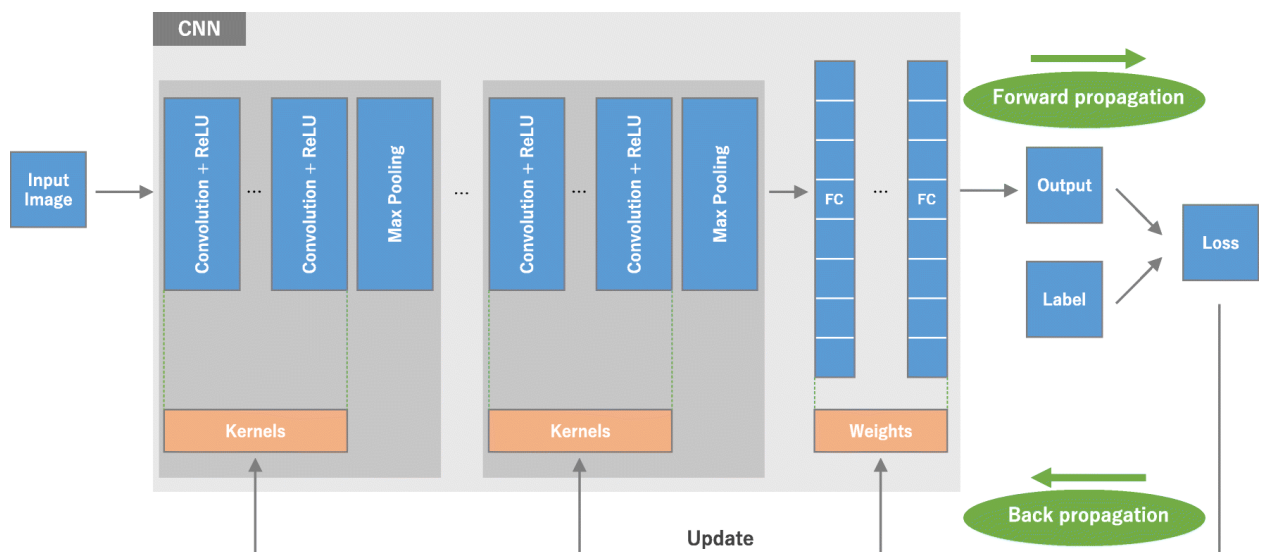 CNN
Forward propagation
Input
Image
Convolution + ReLU
...
Convolution + ReLU
Max Pooling
...
Convolution + ReLU
...
Convolution + ReLU
Max Pooling
FC
...
FC
Output
Label
Loss
Kernels
Kernels
Weights
Back propagation
Update